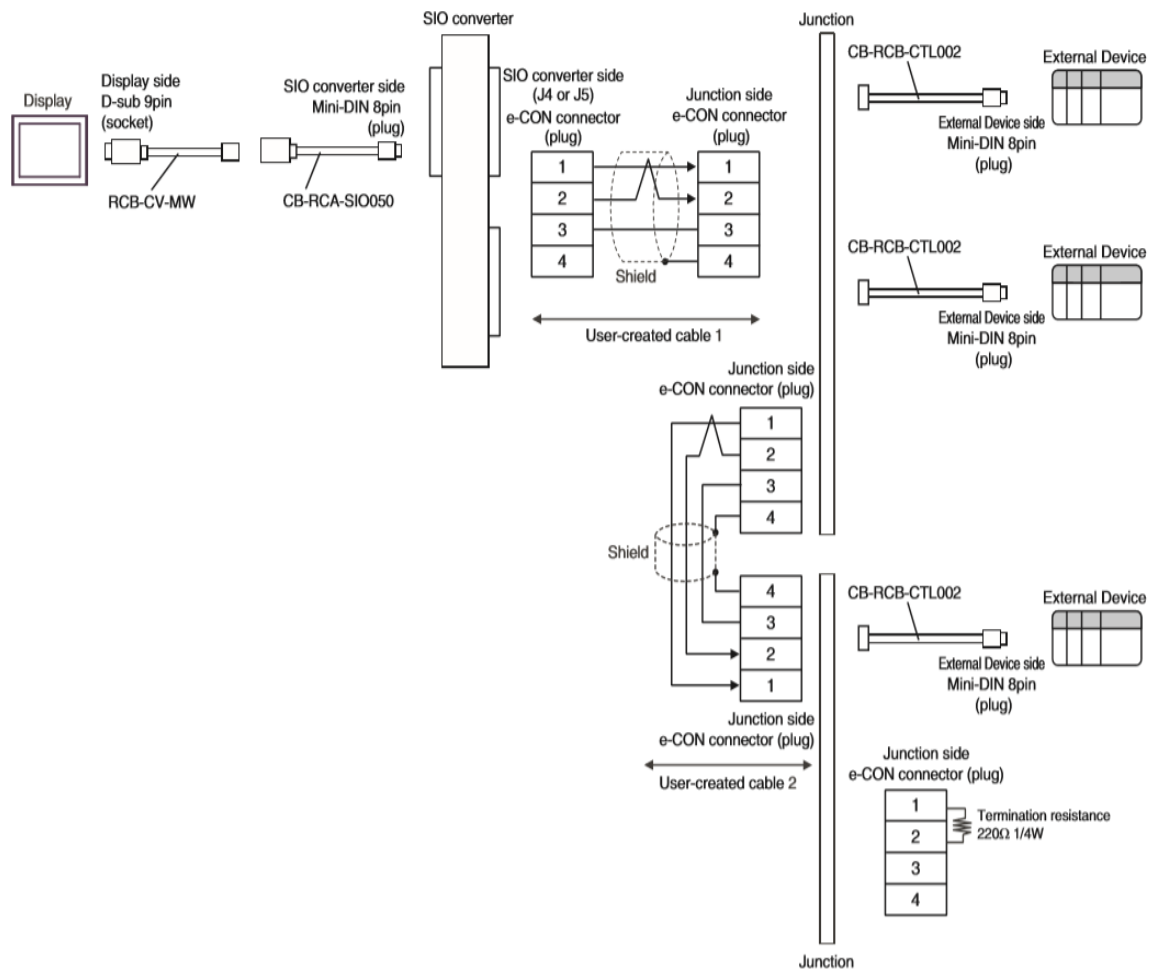 SIO converter
Junction
Display
Display side
D-sub 9pin
(socket)
RCB-CV-MW
SIO converter side
Mini-DIN 8pin
(plug)
CB-RCA-SIO050
SIO converter side
(J4 or J5)
e-CON connector
(plug)
1
2
3
4
Junction side
e-CON connector
(plug)
1
2
3
4
Shield
User-created cable 1
CB-RCB-CTL002
External Device
External Device side
Mini-DIN 8pin
(plug)
CB-RCB-CTL002
External Device
External Device side
Mini-DIN 8pin
(plug)
Junction side
e-CON connector (plug)
1
2
3
4
Shield
4
3
2
1
Junction side
e-CON connector (plug)
User-created cable 2
CB-RCB-CTL002
External Device
External Device side
Mini-DIN 8pin
(plug)
Junction side
e-CON connector (plug)
1
2
3
4
Termination resistance
220Ω 1/4W
Junction